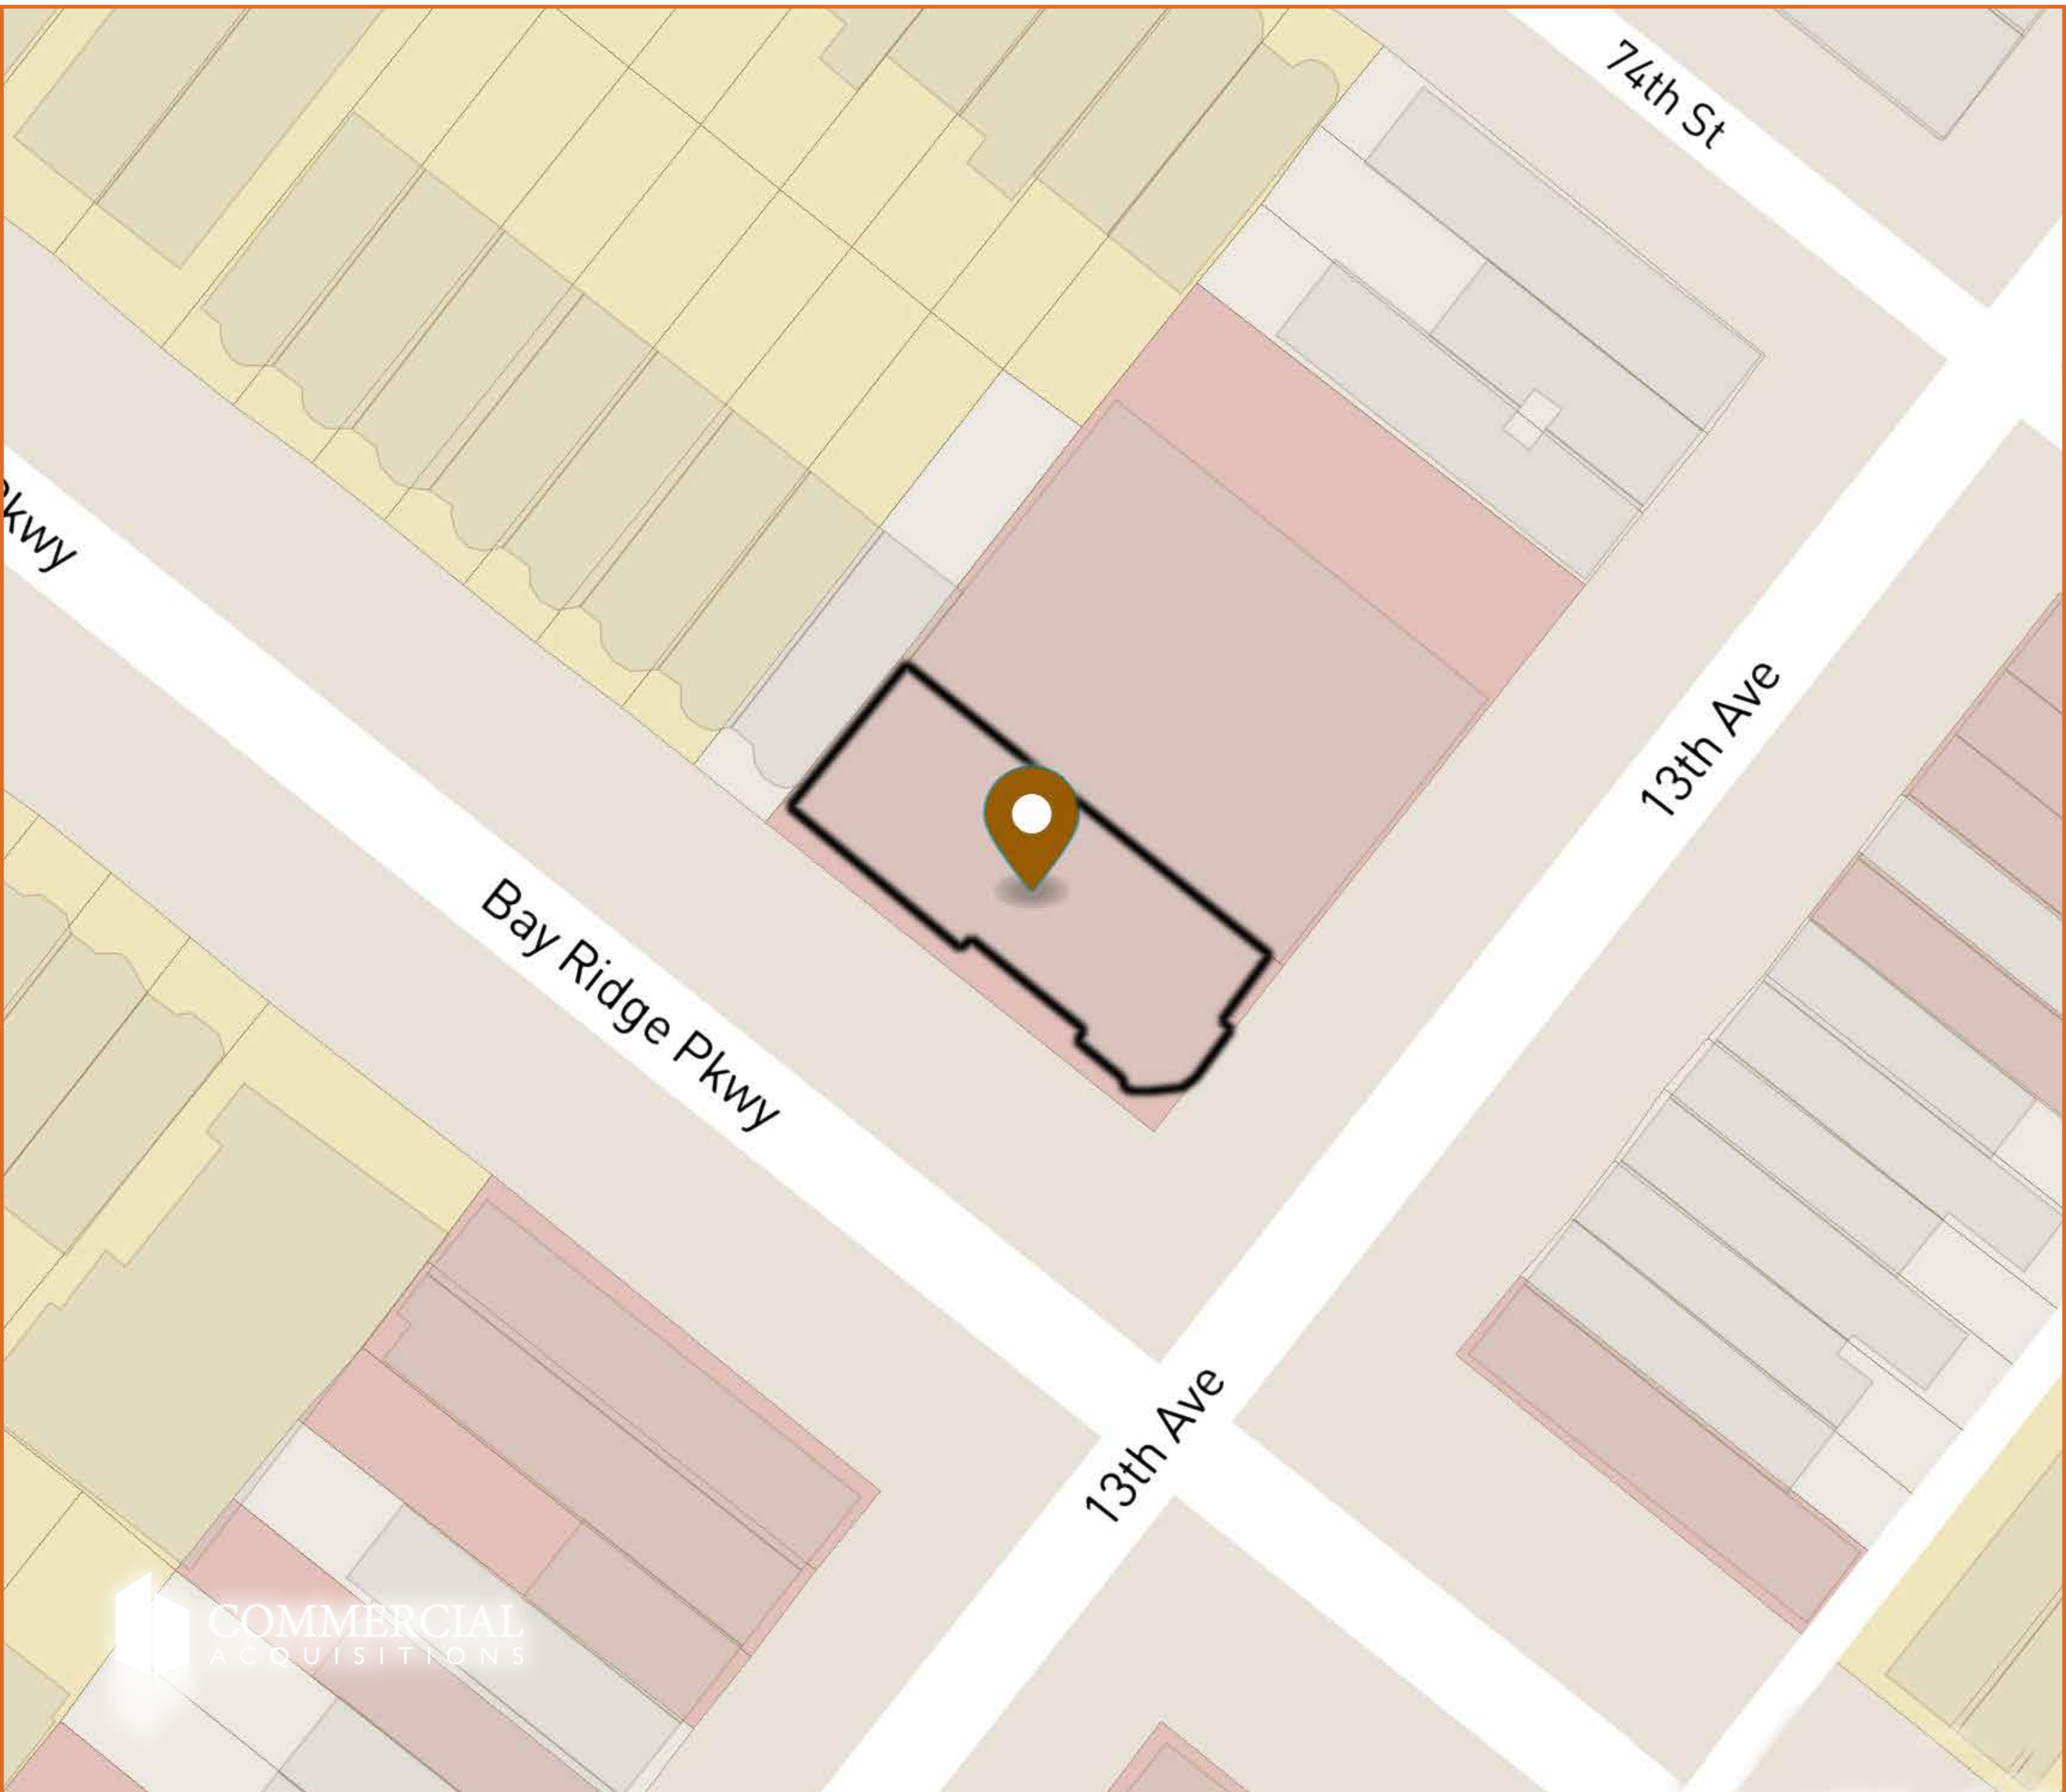 74th St
Pkwy
13th Ave
Bay Ridge Pkwy
13th Ave
COMMERCIAL
ACQUISITIONS